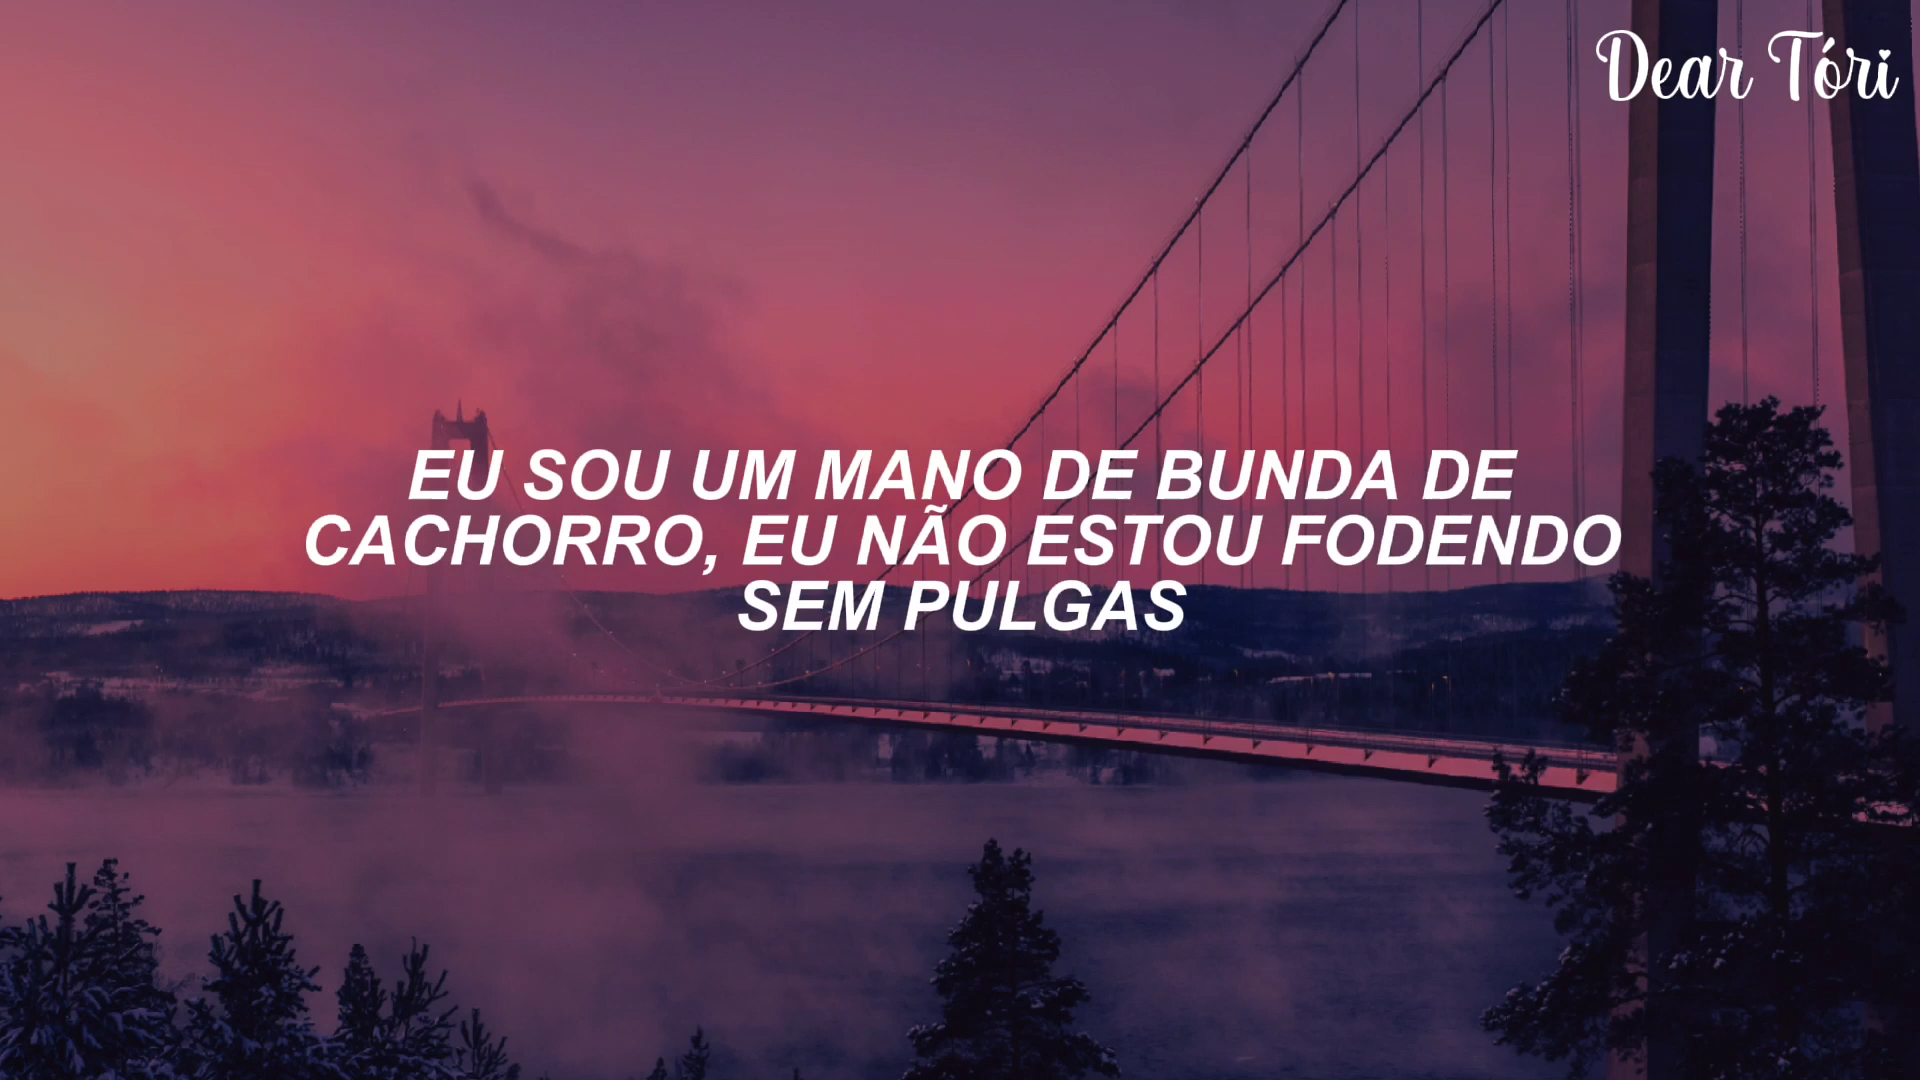 Dear Tóri
EU SOU UM MANO DE BUNDA DE
CACHORRO, EU NÃO ESTOU FODENDO
SEM PULGAS